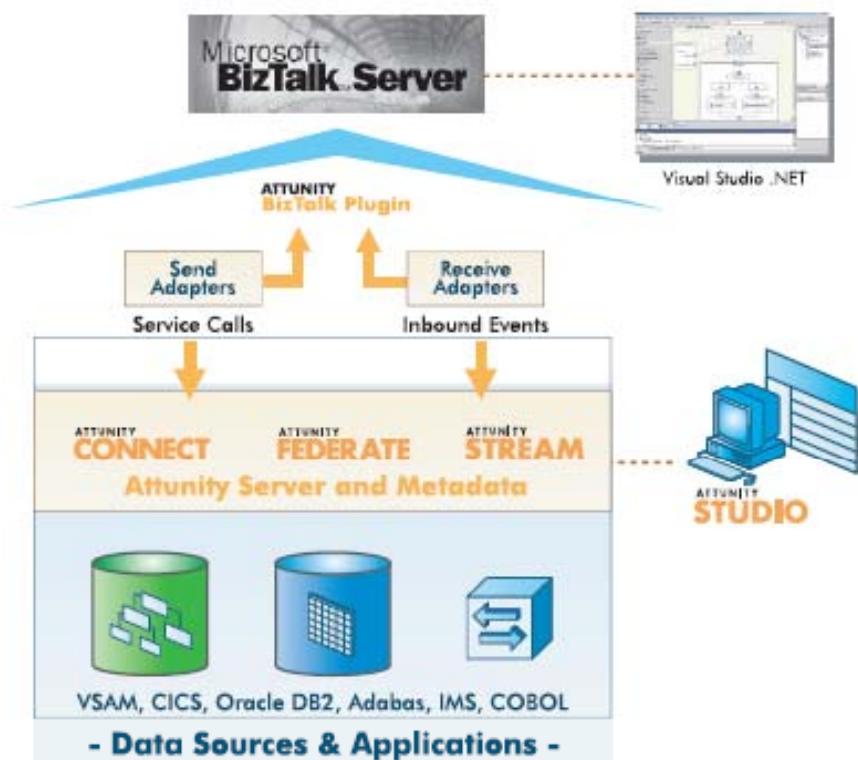 Microsoft®
BizTalk Server
Visual Studio .NET
ATTUNITY
BizTalk Plugin
Send
Adapters
Receive
Adapters
Service Calls
Inbound Events
ATTUNITY
CONNECT
ATTUNITY
FEDERATE
ATTUNITY
STREAM
Attunity Server and Metadata
ATTUNITY
STUDIO
VSAM, CICS, Oracle DB2, Adabas, IMS, COBOL
- Data Sources & Applications -